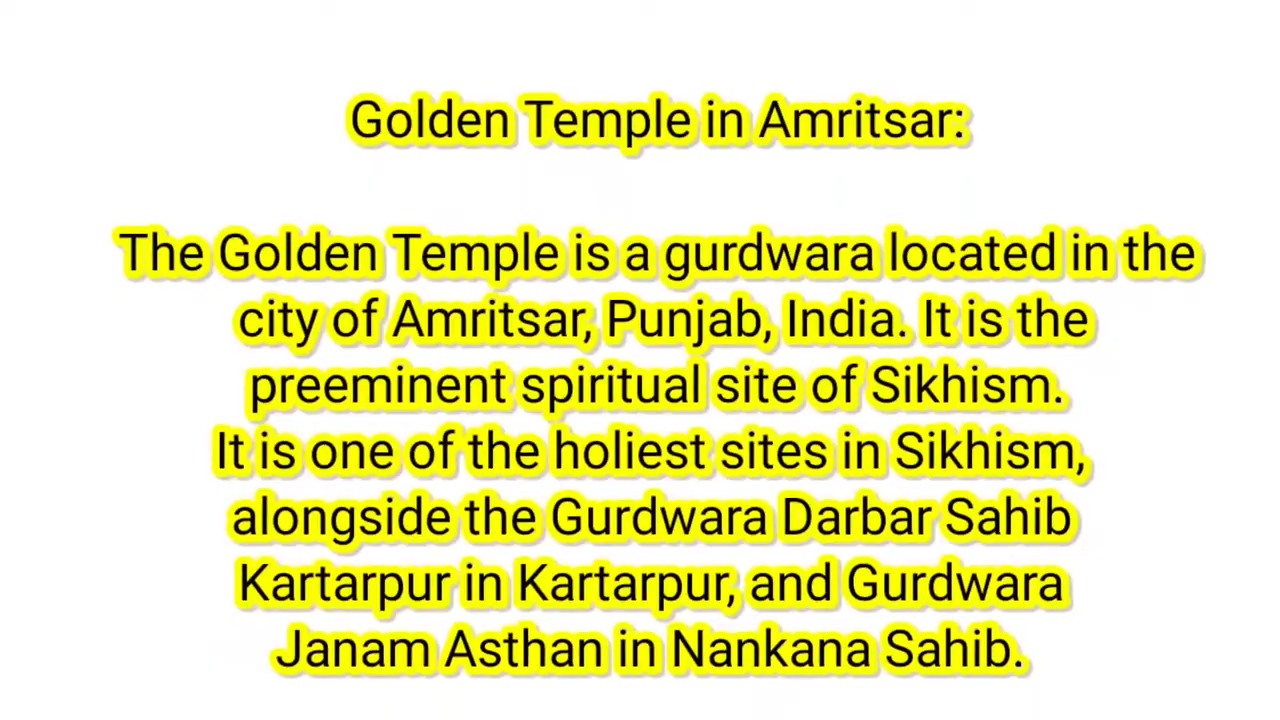 Golden Temple in Amritsar:
The Golden Temple is a gurdwara located in the
city of Amritsar, Punjab, India. It is the
preeminent spiritual site of Sikhism.
It is one of the holiest sites in Sikhism,
alongside the Gurdwara Darbar Sahib
Kartarpur in Kartarpur, and Gurdwara
Janam Asthan in Nankana Sahib.